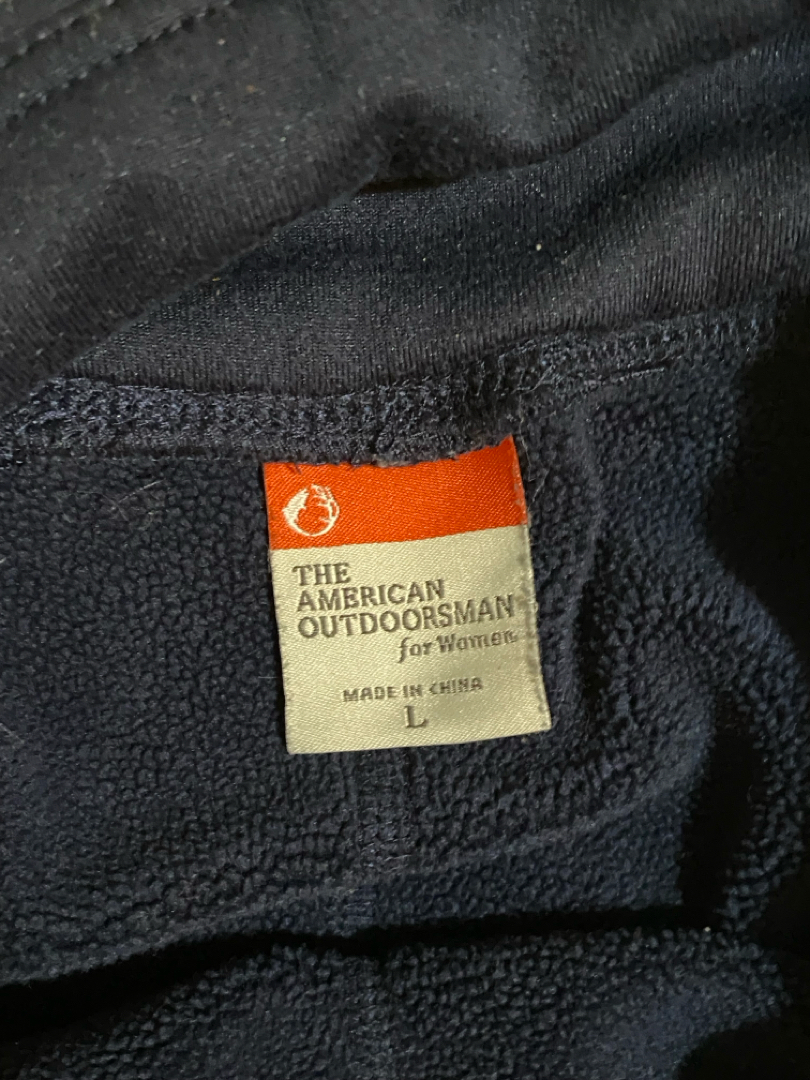 THE
AMERICAN
OUTDOORSMAN
for Women
MADE IN CHINA
L